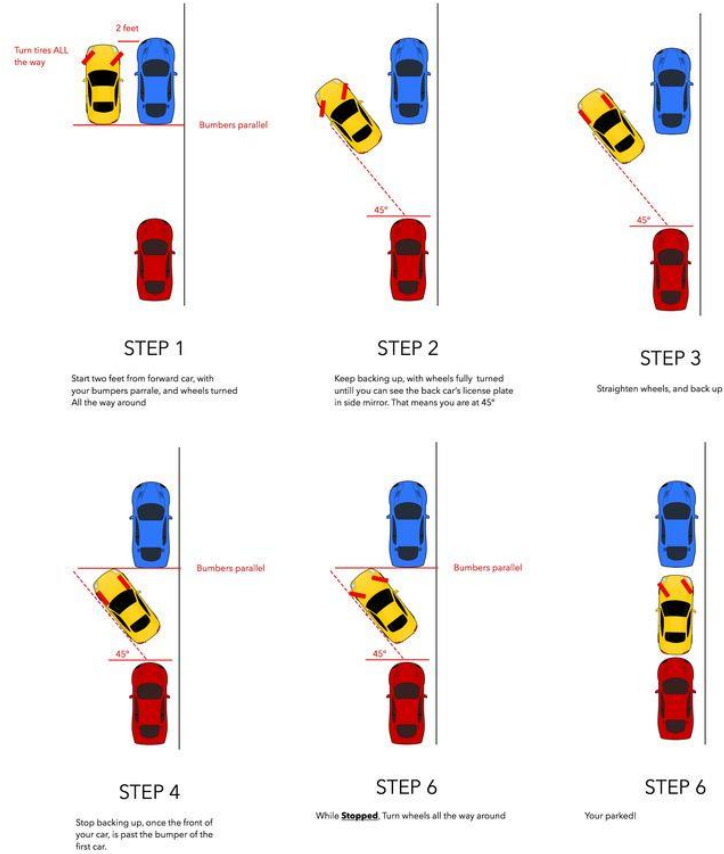 2 feet
Turn tires ALL
the way
Bumbers parallel
STEP 1
Start two feet from forward car, with
your bumpers parrale, and wheels turned
All the way around
45°
STEP 2
Keep backing up, with wheels fully turned
untill you can see the back car's license plate
in side mirror. That means you are at 45°
45°
STEP 3
Straighten wheels, and back up
Bumbers parallel
45°
STEP 4
Stop backing up, once the front of
your car, is past the bumper of the
first car.
Bumbers parallel
45°
STEP 6
While Stopped, Turn wheels all the way around
STEP 6
Your parked!